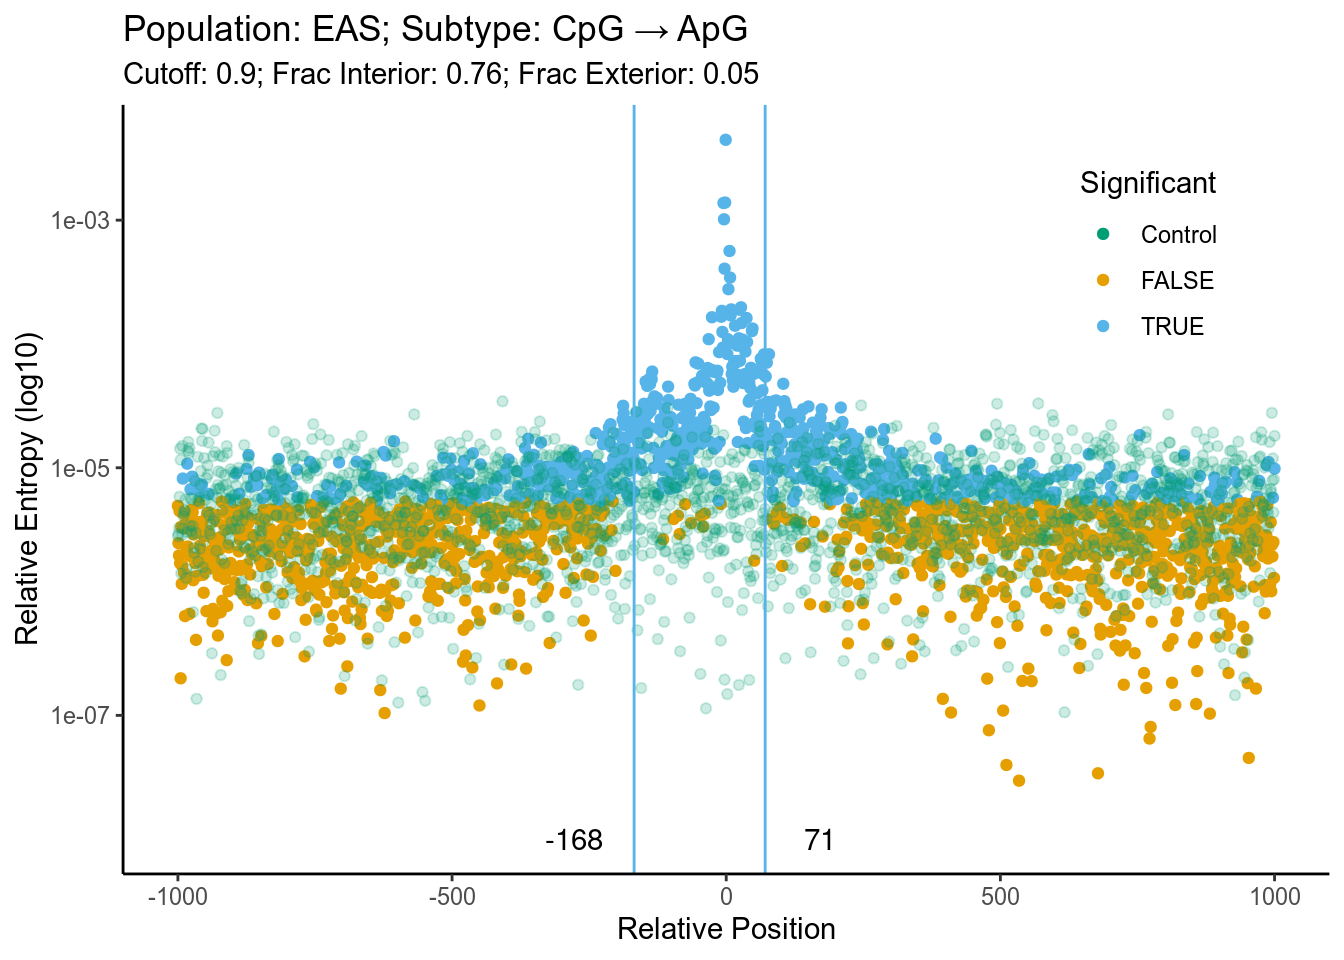 Population: EAS; Subtype: CpG → ApG
Cutoff: 0.9; Frac Interior: 0.76; Frac Exterior: 0.05
Relative Entropy (log10)
1e-03
1e-05
1e-07
Significant
Control
FALSE
TRUE
-168
71
-1000
-500
0
500
1000
Relative Position